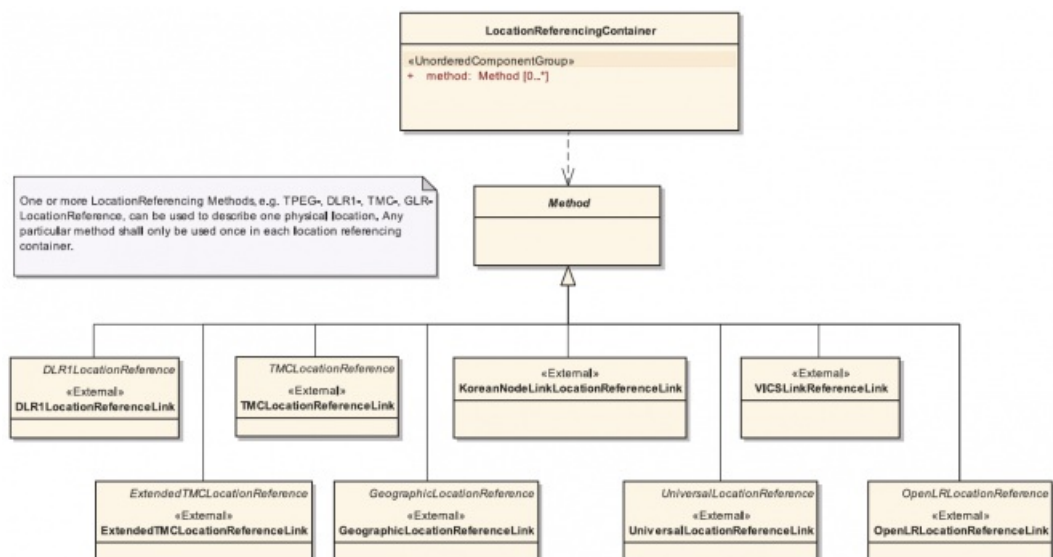 LocationReferencingContainer
«UnorderedComponentGroup»
+ method: Method [0..*]
One or more LocationReferencing Methods, e.g. TPEG-, DLR1-, TMC-, GLR-
LocationReference, can be used to describe one physical location. Any
particular method shall only be used once in each location referencing
container.
Method
DLR1LocationReference
«External»
DLR1LocationReferenceLink
TMCLocationReference
«External»
TMCLocationReferenceLink
«External»
KoreanNodeLinkLocationReferenceLink
«External»
VICSLinkReferenceLink
ExtendedTMCLocationReference
«External»
ExtendedTMCLocationReferenceLink
GeographicLocationReference
«External»
GeographicLocationReferenceLink
UniversalLocationReference
«External»
UniversalLocationReferenceLink
OpenLRLocationReference
«External»
OpenLRLocationReferenceLink